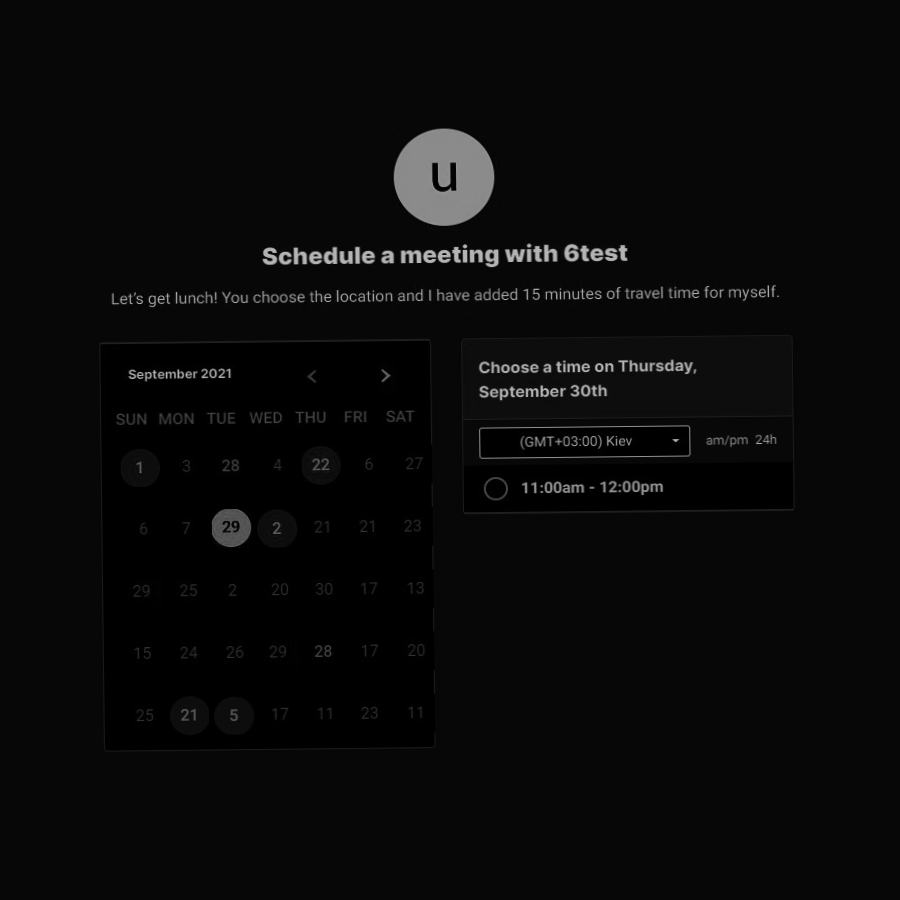 u
Schedule a meeting with 6test
Let's get lunch! You choose the location and I have added 15 minutes of travel time for myself.
September 2021
SUN MON TUE WED THU FRI SAT
1 3 28 4 22 6 27
6 7 29 2 21 21 23
29 25 2 20 30 17 13
15 24 26 29 28 17 20
25 21 5 17 11 23 11
Choose a time on Thursday,
September 30th
(GMT+03:00) Kiev am/pm 24h
11:00am - 12:00pm